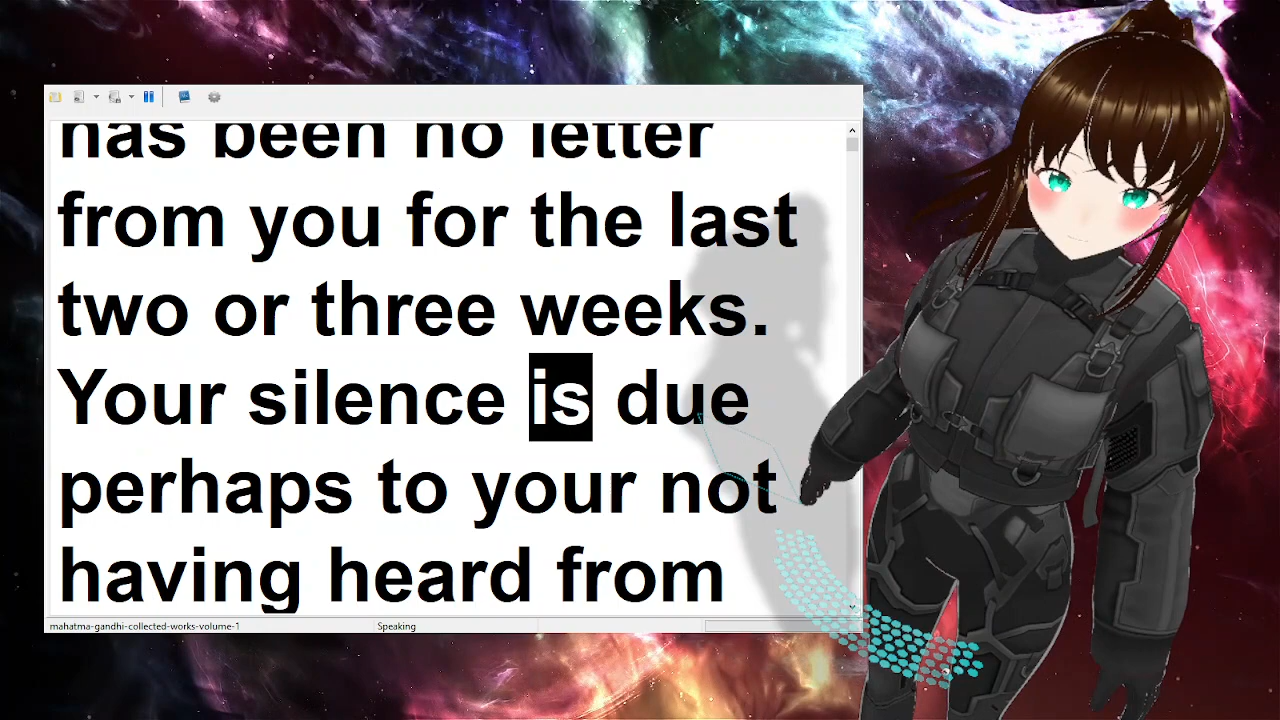 has been no letter
from you for the last
two or three weeks.
Your silence is due
perhaps to your not
having heard from
mahatma-gandhi-collected-works-volume-1
Speaking